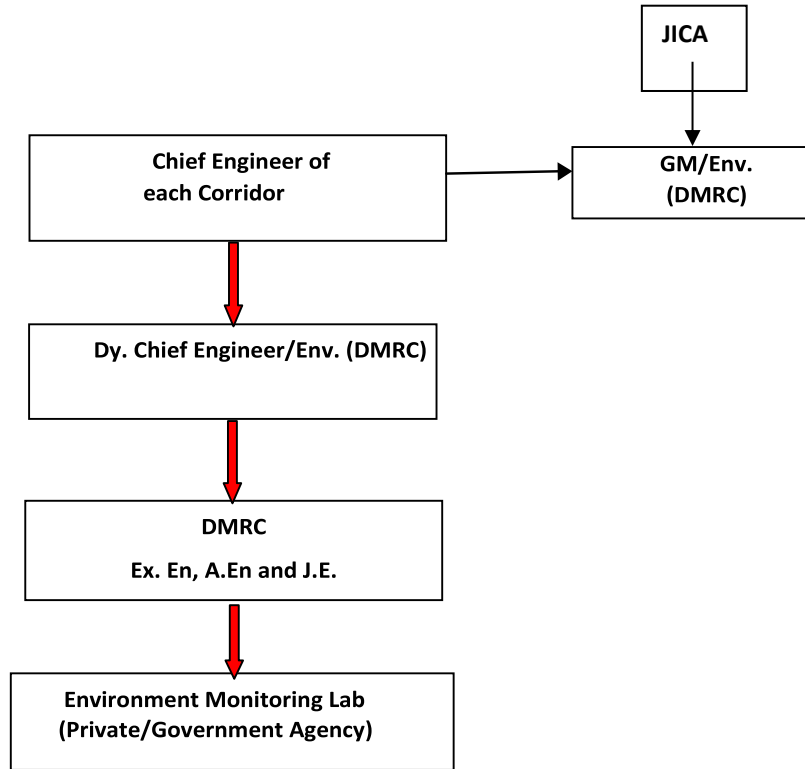 JICA
Chief Engineer of
each Corridor
GM/Env.
(DMRC)
Dy. Chief Engineer/Env. (DMRC)
DMRC
Ex. En, A.En and J.E.
Environment Monitoring Lab
(Private/Government Agency)